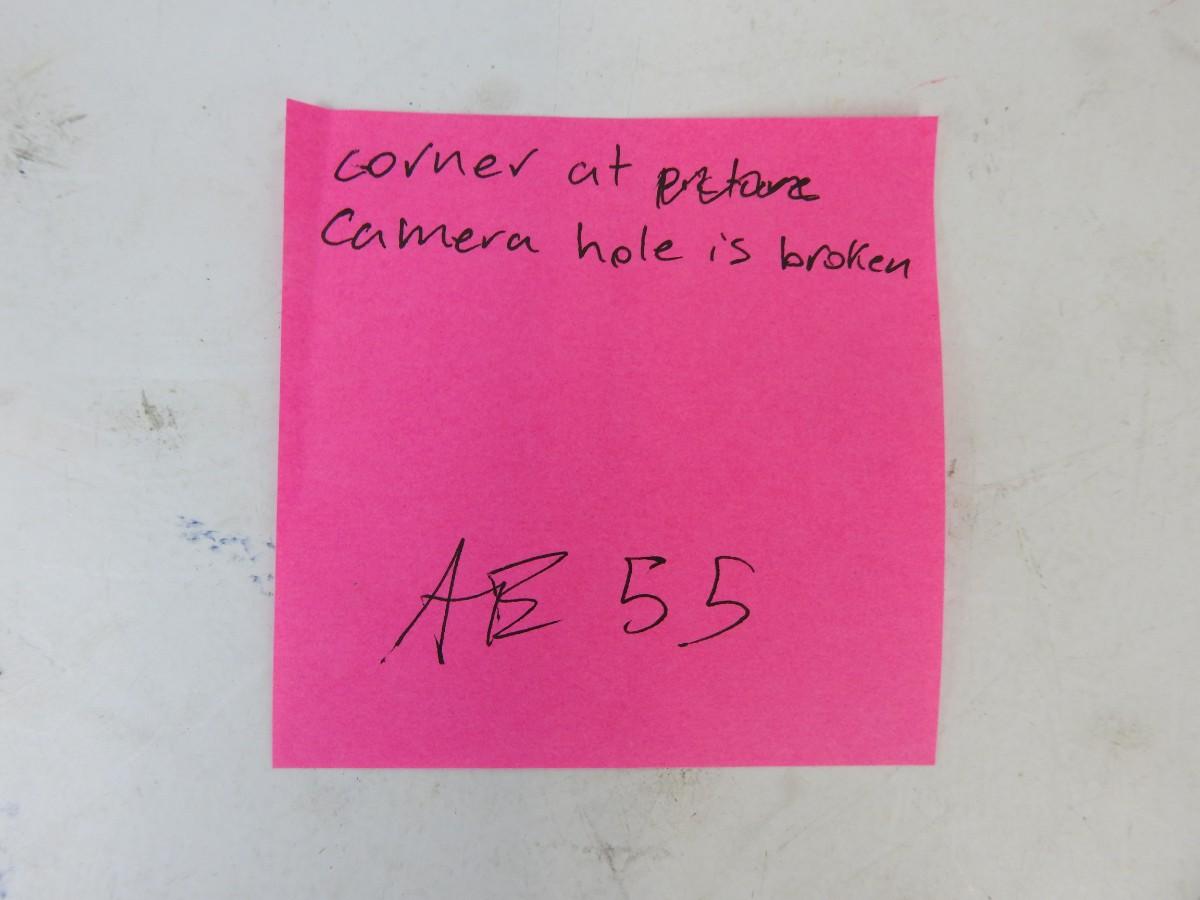 corner at
Camera hole is broken
AE 55